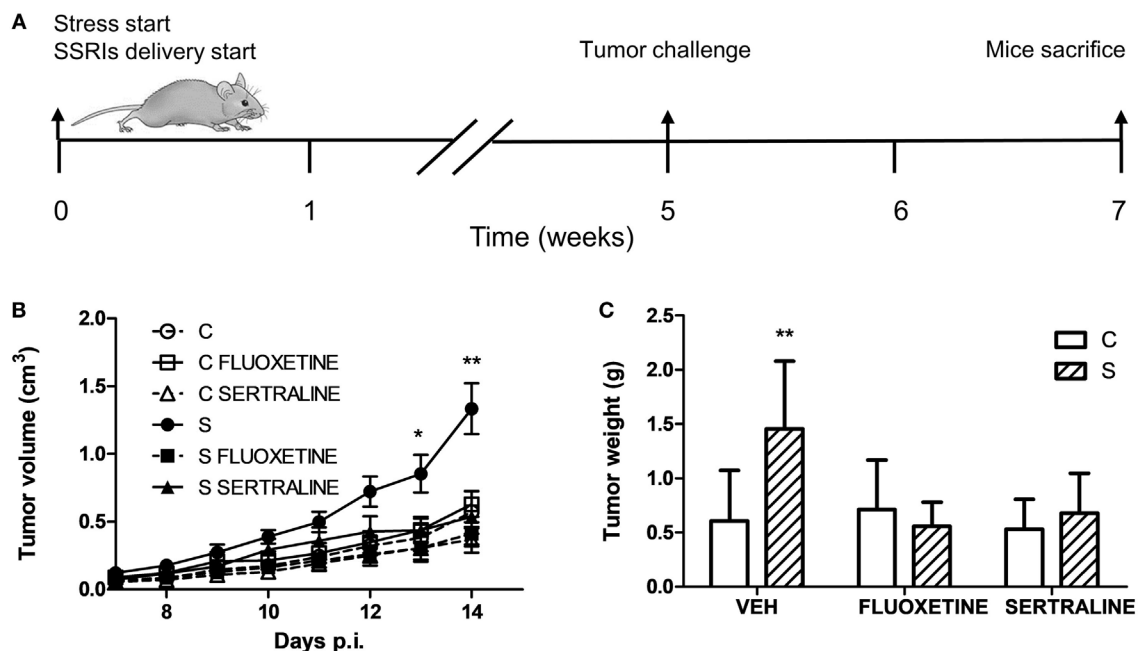 A
Stress start
SSRIs delivery start
Tumor challenge
Mice sacrifice
0
1
5
6
7
Time (weeks)
B
Tumor volume (cm³)
2.0
1.5
1.0
0.5
0.0
C
C FLUOXETINE
C SERTRALINE
S
S FLUOXETINE
S SERTRALINE
*
**
8
10
12
14
Days p.i.
C
Tumor weight (g)
2.5
2.0
1.5
1.0
0.5
0.0
**
C
S
VEH
FLUOXETINE
SERTRALINE